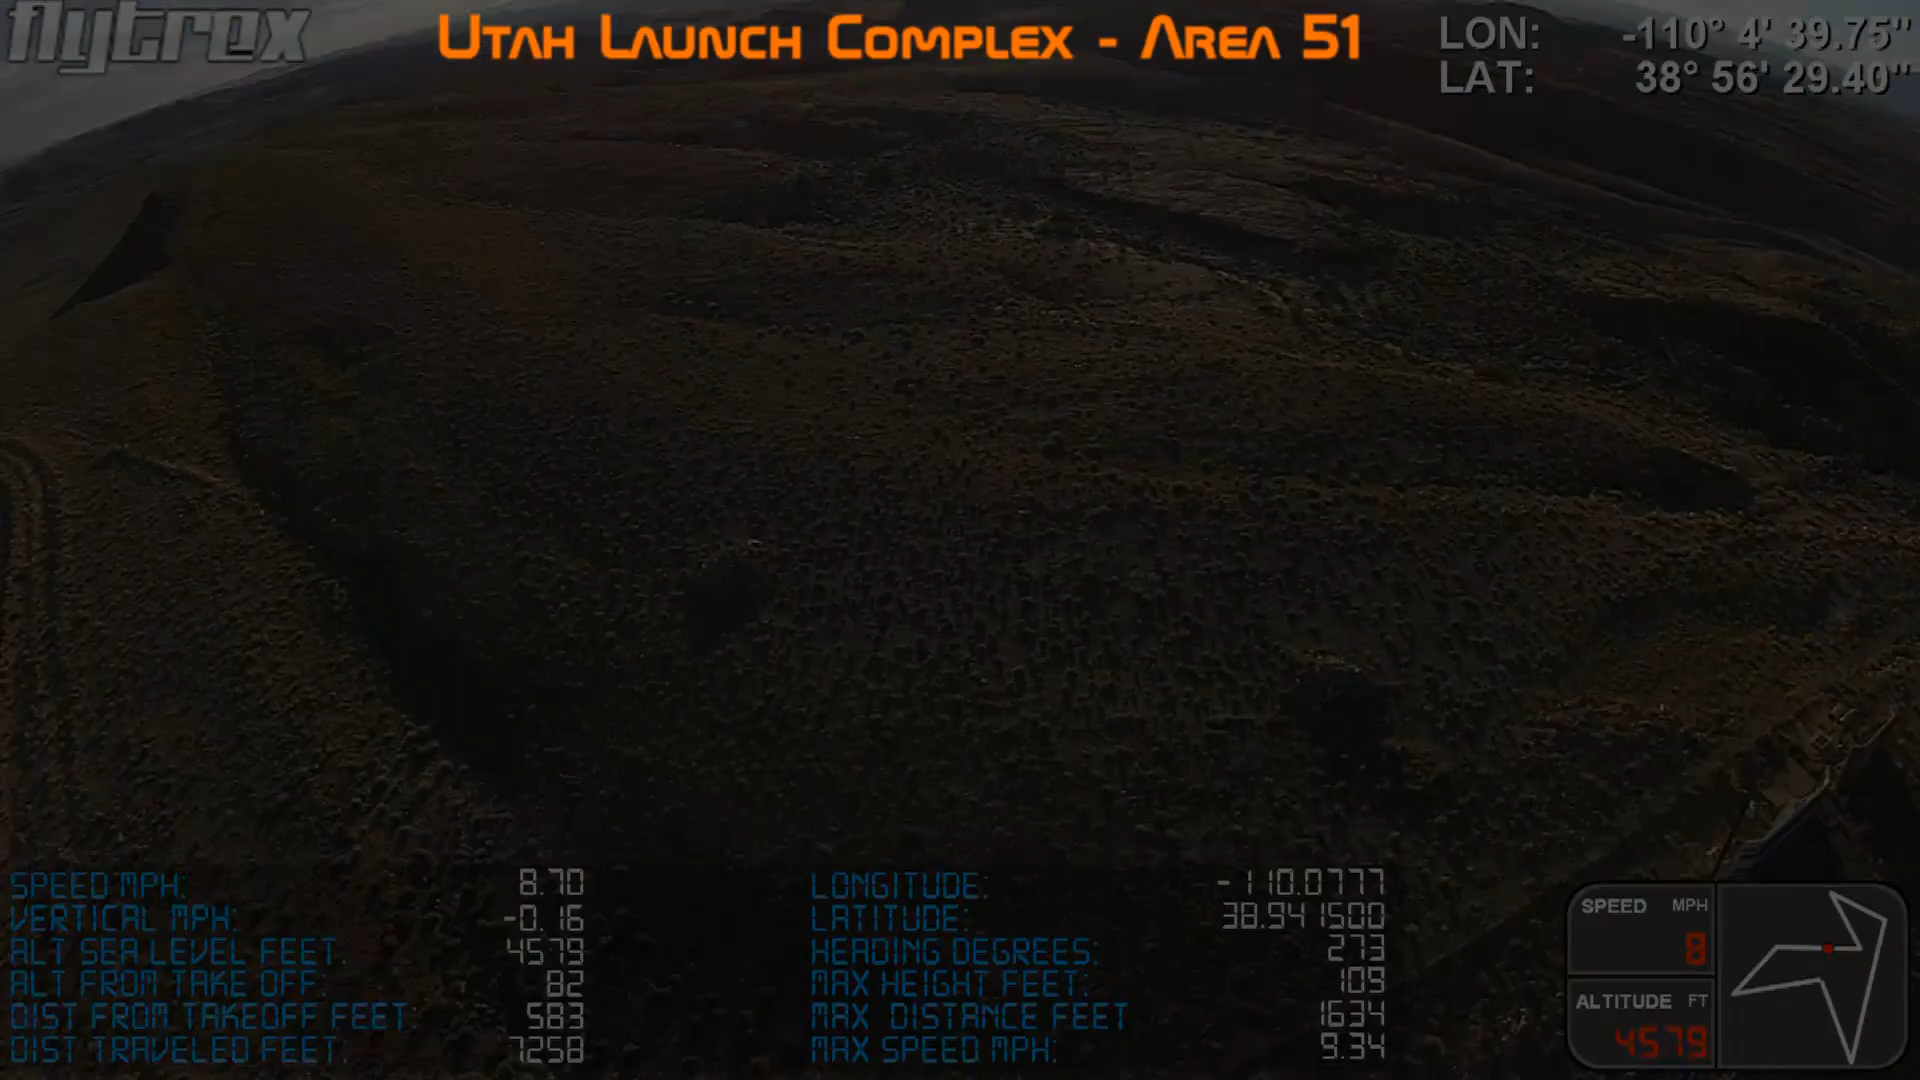 flytrex
Utah Launch Complex - Area 51
LON: -110° 4' 39.75"
LAT: 38° 56' 29.40"
SPEED MPH: 8.70
VERTICAL MPH: -0.16
ALT SEA LEVEL FEET: 4579
ALT FROM TAKE OFF: 82
DIST FROM TAKEOFF FEET: 583
DIST TRAVELED FEET: 7258
LONGITUDE: -110.0777
LATITUDE: 38.941500
HEADING DEGREES: 273
MAX HEIGHT FEET: 109
MAX DISTANCE FEET 1634
MAX SPEED MPH: 9.34
SPEED MPH
8
ALTITUDE FT
4579